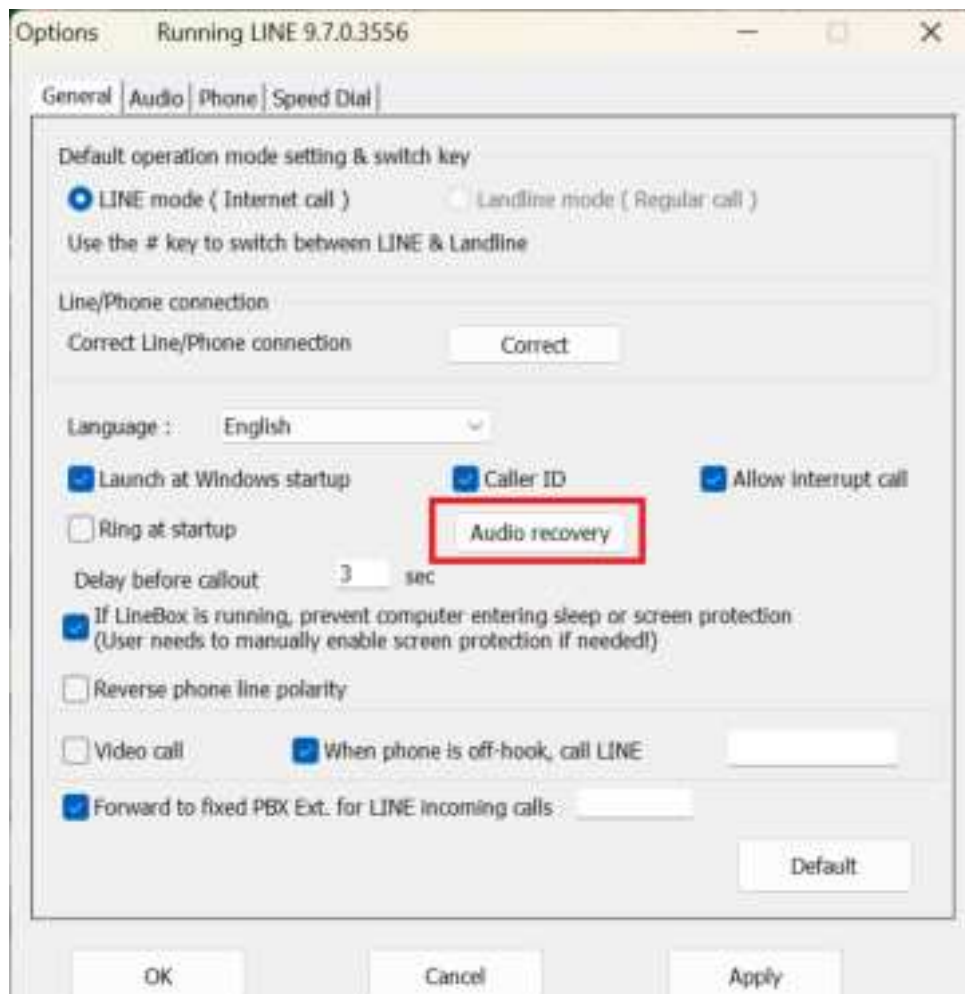 Options Running LINE 9.7.0.3556
General Audio Phone Speed Dial
Default operation mode setting & switch key
LINE mode ( Internet call ) Landline mode ( Regular call )
Use the # key to switch between LINE & Landline
Line/Phone connection
Correct Line/Phone connection Correct
Language : English
Launch at Windows startup Caller ID Allow interrupt call
Ring at startup Audio recovery
Delay before callout 3 sec
If LineBox is running, prevent computer entering sleep or screen protection
(User needs to manually enable screen protection if needed!)
Reverse phone line polarity
Video call When phone is off-hook, call LINE
Forward to fixed PBX Ext. for LINE incoming calls
Default
OK Cancel Apply